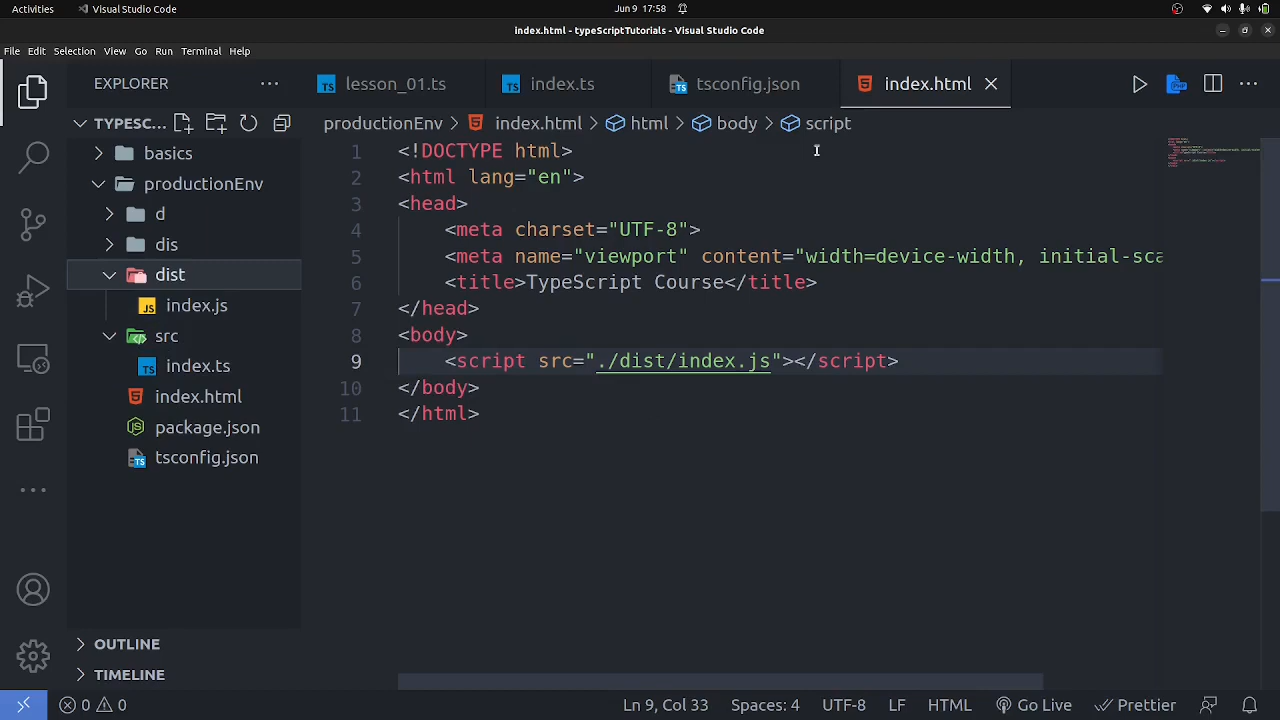 Activities Visual Studio Code Jun 9 17:58
index.html - typeScriptTutorials - Visual Studio Code
File Edit Selection View Go Run Terminal Help
EXPLORER
lesson_01.ts
index.ts
tsconfig.json
index.html
TYPESC...
productionEnv > index.html > html > body > script
basics
productionEnv
d
dis
dist
index.js
src
index.ts
index.html
package.json
tsconfig.json
OUTLINE
TIMELINE
1 <!DOCTYPE html>
2 <html lang="en">
3 <head>
4 <meta charset="UTF-8">
5 <meta name="viewport" content="width=device-width, initial-sca
6 <title>TypeScript Course</title>
7 </head>
8 <body>
9 <script src="./dist/index.js"></script>
10 </body>
11 </html>
0 0 Ln 9, Col 33 Spaces: 4 UTF-8 LF HTML Go Live Prettier